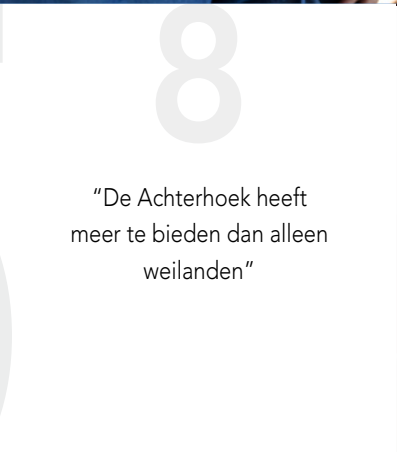 8
“De Achterhoek heeft
meer te bieden dan alleen
weilanden”